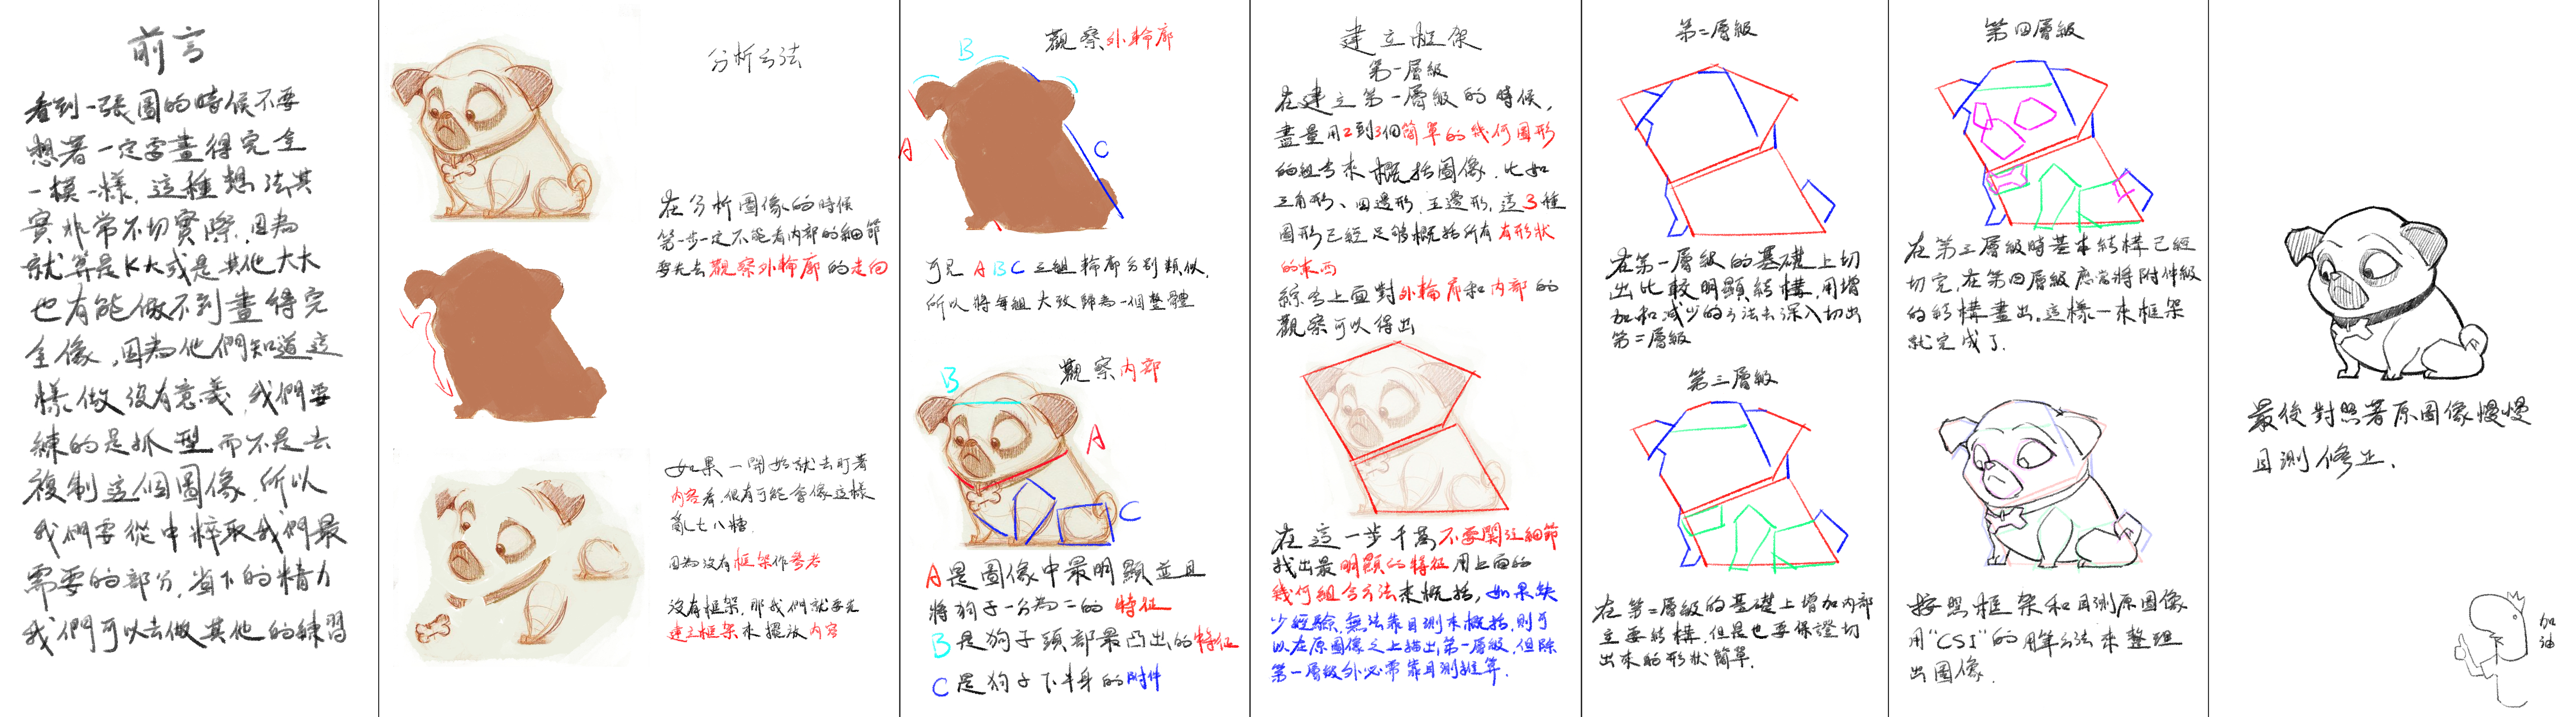 前言
看到一張圖的時候不要
想著一定要畫得完全
一模一樣,這種想法其
實非常不切實際,因為
就算是K大或是其他大大
也有能做不到畫得完
全像,因為他們知道這
樣做沒有意義,我們要
練的是抓型而不是去
複制這個圖像,所以
我們要從中粹取我們最
需要的部分,省下的精力
我們可以去做其他的練習
分析方法
在分析圖像的時候
第一步一定不能看內部的細節
要先去觀察外輪廓的走向
如果一開始就去盯著
內容看,很有可能會像這樣
亂七八糟.
因為沒有框架作參考
沒有框架,那我們就要先
建立框架來擺放內容
觀察外輪廓
B
A
C
可見ABC三組輪廓分別類似,
所以將每組大致歸為一個整體
觀察內部
B
A
C
A是圖像中最明顯並且
將狗子一分為二的特征
B是狗子頭部最凸出的特征
C是狗子下半身的附件
建立框架
第一層級
在建立第一層級的時候,
盡量用2到3個簡單的幾何圖形
的組合來概括圖像.比如
三角形、四邊形.五邊形,這3種
圖形已經足够概括所有有形狀
的東西
綜合上面對外輪廓和內部的
觀察可以得出
在這一步千萬不要關注細節
找出最明顯的特征用上面的
幾何組合方法來概括,如果缺
少經驗,無法靠目測來概括,則可
以在原圖像之上描出第一層級,但除
第一層級外必需靠目測推算.
第二層級
在第一層級的基礎上切
出比較明顯結構,用增
加和減少的方法去深入切出
第二層級
第三層級
在第二層級的基礎上增加內部
主要結構,但是也要保證切
出來的形狀簡單.
第四層級
在第三層級時基本結構已經
切完,在第四層級應當將附件級
的結構畫出,這樣一來框架
就完成了.
按照框架和目測原圖像
用"CSI"的用筆方法來整理
出圖像.
最後對照著原圖像慢慢
目測修正.
加
油